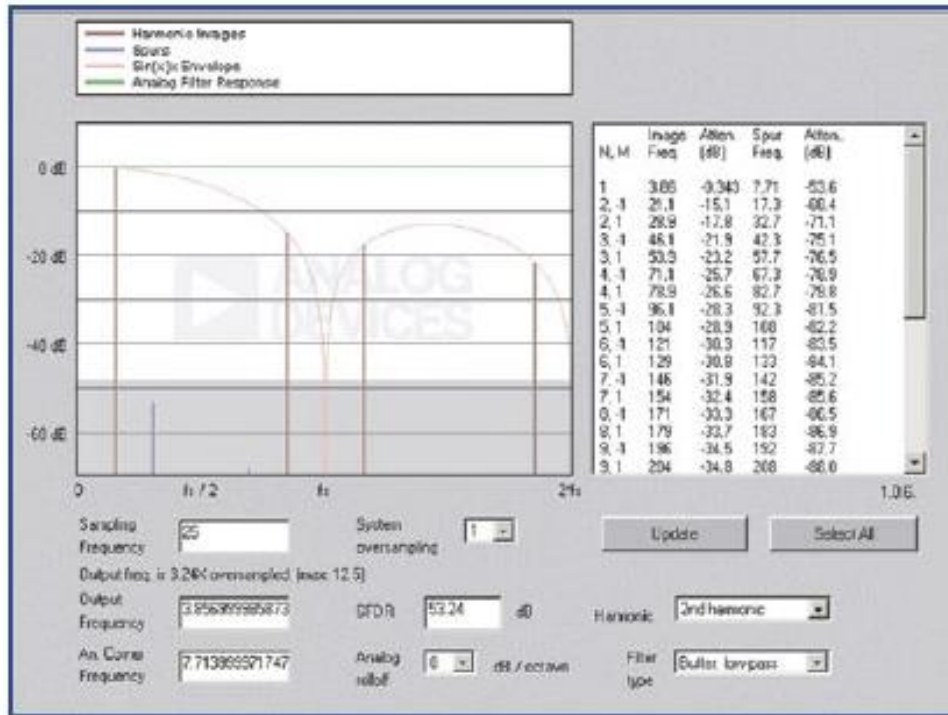 Harmonic Images
Spurs
Sin(x)x Envelope
Analog Filter Response
0 dB
-20 dB
-40 dB
-60 dB
0
fs / 2
fs
2*fs
ANALOG
DEVICES
N, M Image Freq. Atten. (dB) Spur Freq. Atten. (dB)
1 3.86 -0.343 7.71 -53.6
2, -1 21.1 -15.1 17.3 -68.4
2, 1 28.9 -17.8 32.7 -71.1
3, -1 46.1 -21.9 42.3 -75.1
3, 1 53.9 -23.2 57.7 -76.5
4, -1 71.1 -25.7 67.3 -78.9
4, 1 78.9 -26.6 82.7 -79.8
5, -1 96.1 -28.3 92.3 -81.5
5, 1 104 -28.9 108 -82.2
6, -1 121 -30.3 117 -83.5
6, 1 129 -30.8 133 -84.1
7, -1 146 -31.9 142 -85.2
7, 1 154 -32.4 158 -85.6
8, -1 171 -33.3 167 -86.5
8, 1 179 -33.7 183 -86.9
9, -1 196 -34.5 192 -87.7
9, 1 204 -34.8 208 -88.0
1.0.6.
Sampling Frequency 25
System oversampling 1
Update
Select All
Output freq. is 3.24X oversampled. (max: 12.5)
Output Frequency
SFDR 53.24 dB
Harmonic 2nd harmonic
An. Corner Frequency
Analog rolloff dB / octave
Filter type Butter. lowpass